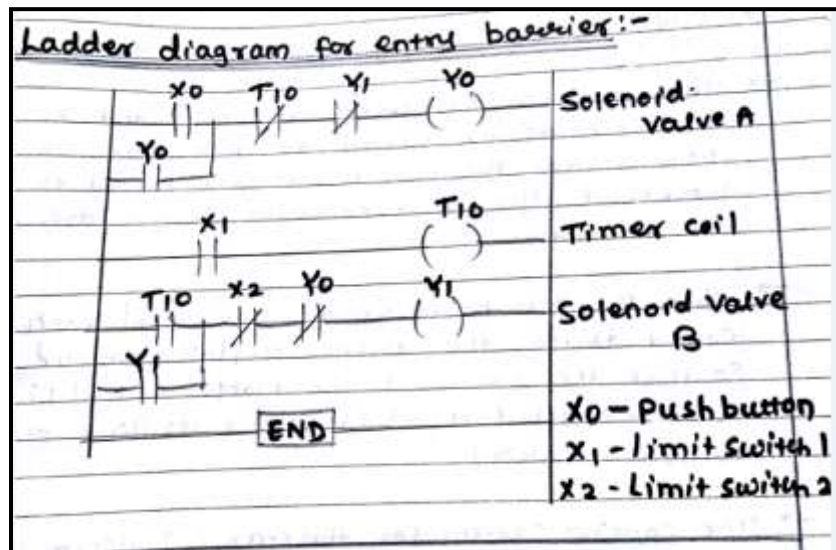 Ladder diagram for entry barrier:-
X0 T10 Y1 Y0
Solenoid
valve A
Y0
X1 T10
Timer coil
T10 X2 Y0 Y1
Solenord valve
B
Y1
END
X0 - Push button
X1 - limit switch 1
X2 - Limit switch 2